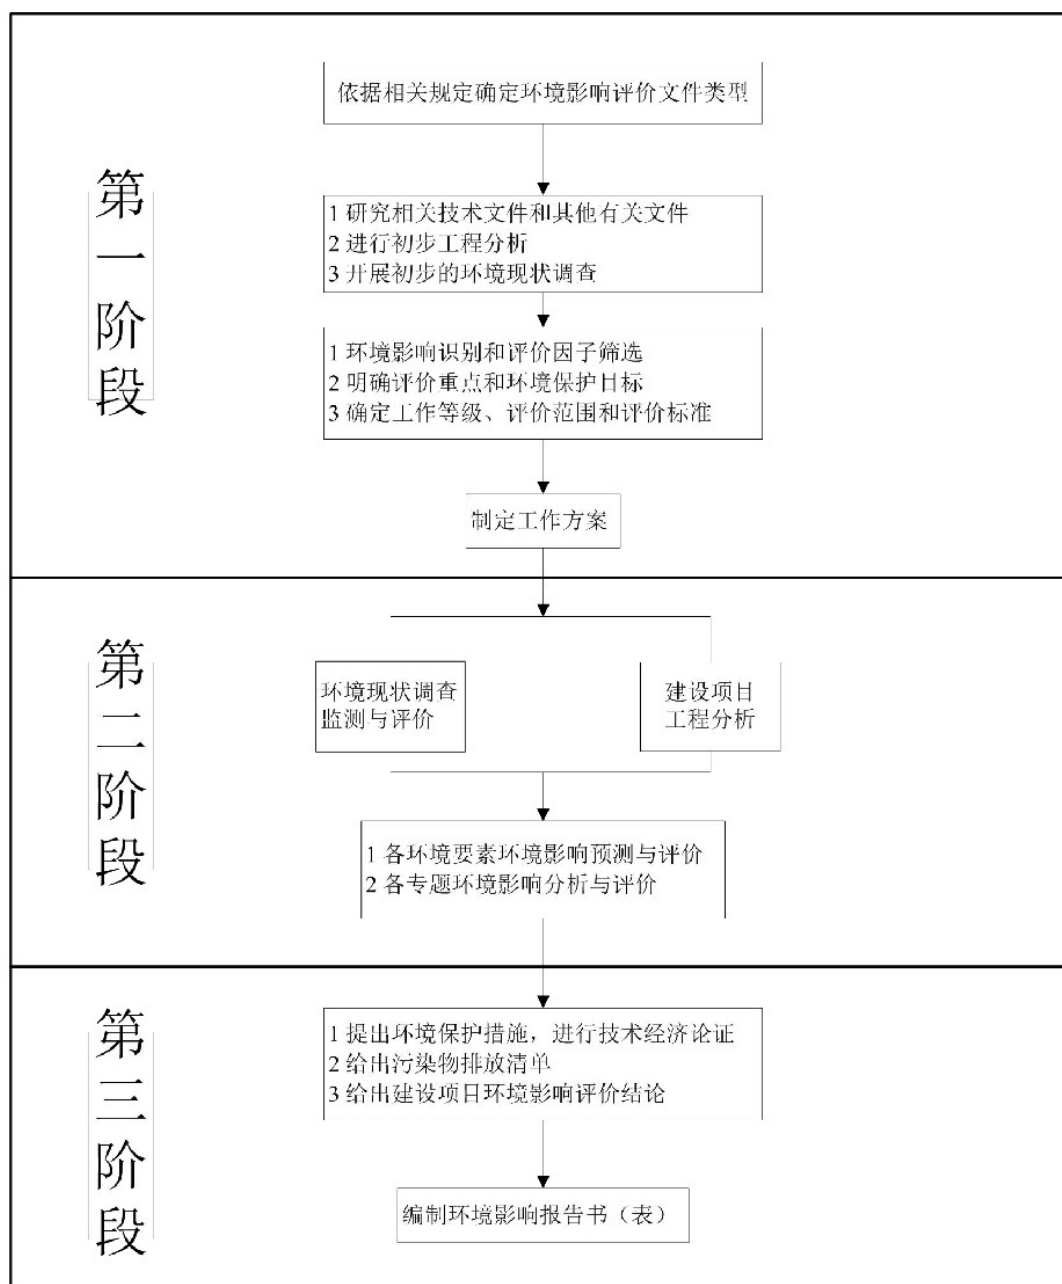 第一阶段
依据相关规定确定环境影响评价文件类型
1 研究相关技术文件和其他有关文件
2 进行初步工程分析
3 开展初步的环境现状调查
1 环境影响识别和评价因子筛选
2 明确评价重点和环境保护目标
3 确定工作等级、评价范围和评价标准
制定工作方案
第二阶段
环境现状调查
监测与评价
建设项目
工程分析
1 各环境要素环境影响预测与评价
2 各专题环境影响分析与评价
第三阶段
1 提出环境保护措施，进行技术经济论证
2 给出污染物排放清单
3 给出建设项目环境影响评价结论
编制环境影响报告书（表）